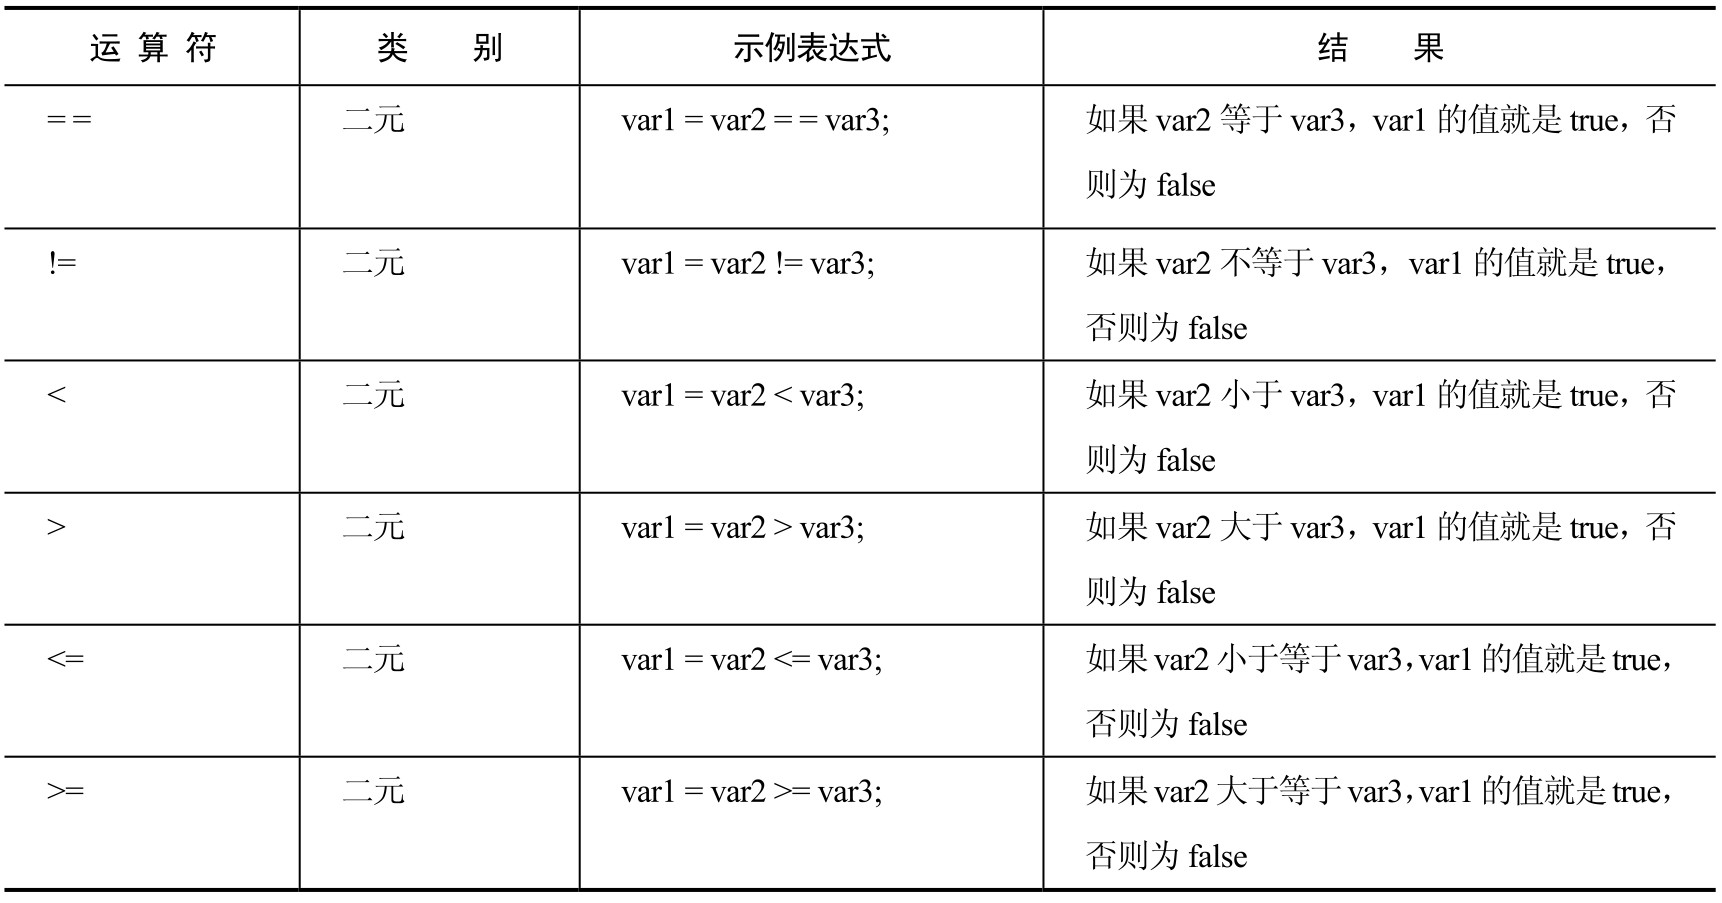 运 算 符 类 别 示例表达式 结 果
== 二元 var1 = var2 == var3; 如果 var2 等于 var3，var1 的值就是 true，否
则为 false
!= 二元 var1 = var2 != var3; 如果 var2 不等于 var3，var1 的值就是 true，
否则为 false
< 二元 var1 = var2 < var3; 如果 var2 小于 var3，var1 的值就是 true，否
则为 false
> 二元 var1 = var2 > var3; 如果 var2 大于 var3，var1 的值就是 true，否
则为 false
<= 二元 var1 = var2 <= var3; 如果 var2 小于等于 var3，var1 的值就是 true，
否则为 false
>= 二元 var1 = var2 >= var3; 如果 var2 大于等于 var3，var1 的值就是 true，
否则为 false